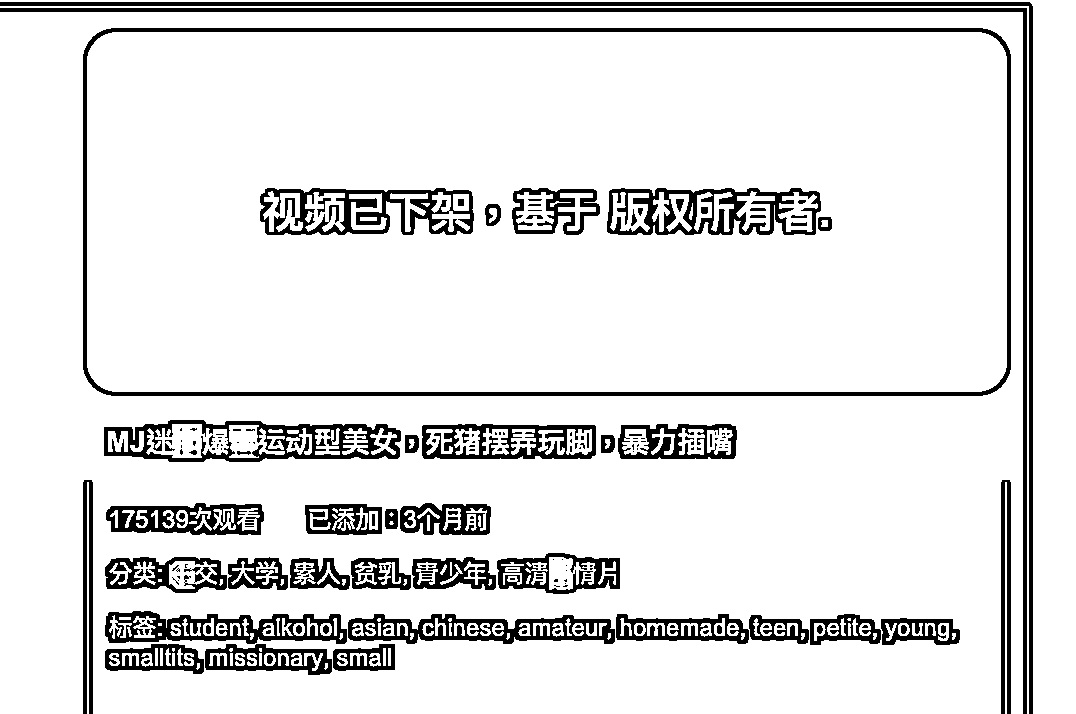 视频已下架，基于 版权所有者.
MJ迷爆运动型美女，死猪摆弄玩脚，暴力插嘴
175139次观看 已添加：3个月前
分类: 交, 大学, 素人, 贫乳, 青少年, 高清情片
标签: student, alkohol, asian, chinese, amateur, homemade, teen, petite, young,
smalltits, missionary, small